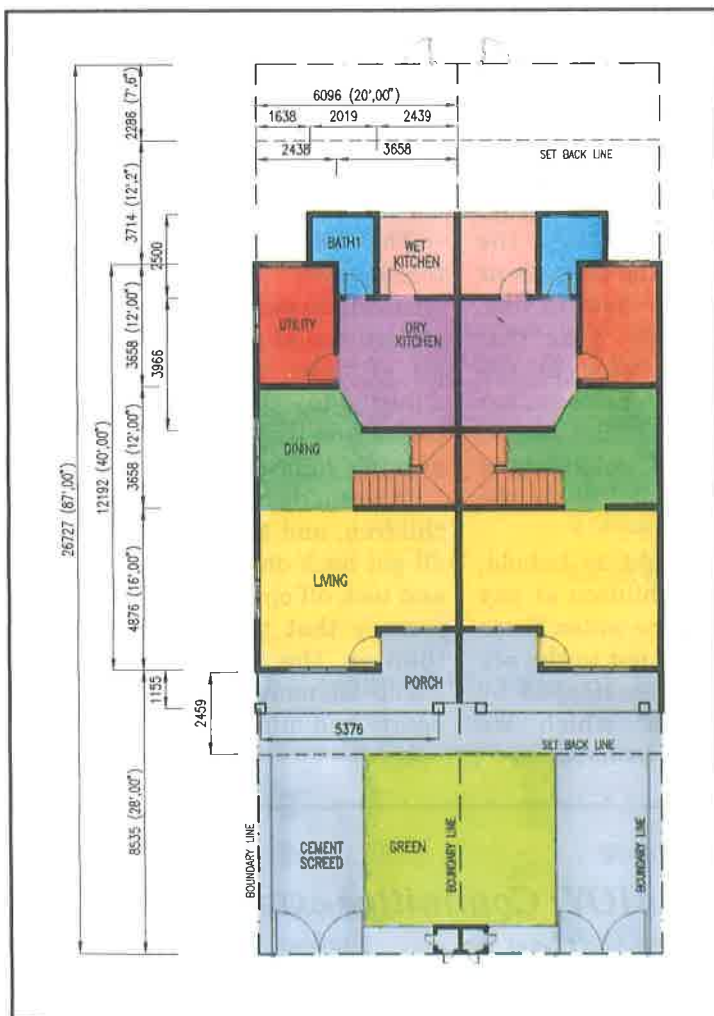 6096 (20',00")
1638
2019
2439
2438
3658
SET BACK LINE
2286 (7',6")
3714 (12',2")
2500
BATH1
WET
KITCHEN
UTILITY
DRY
KITCHEN
3658 (12',00")
3966
DINING
3658 (12',00")
12192 (40',00")
26727 (87',00")
LIVING
4876 (16',00")
PORCH
1155
2459
5376
SET BACK LINE
8535 (28',00")
CEMENT
SCREED
GREEN
BOUNDARY LINE
BOUNDARY LINE
BOUNDARY LINE